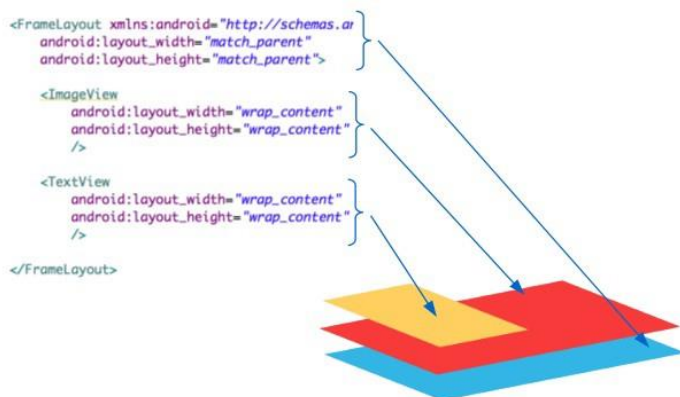 <FrameLayout xmlns:android="http://schemas.ar
android:layout_width="match_parent"
android:layout_height="match_parent">
<ImageView
android:layout_width="wrap_content"
android:layout_height="wrap_content"
/>
<TextView
android:layout_width="wrap_content"
android:layout_height="wrap_content"
/>
</FrameLayout>